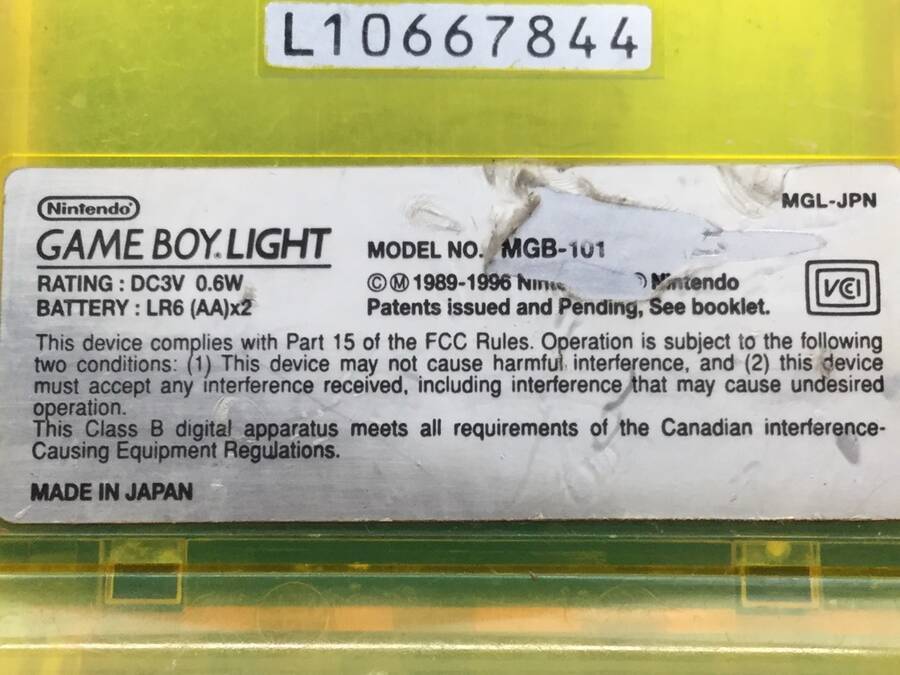 L10667844
Nintendo
GAME BOY LIGHT
MGL-JPN
MODEL NO. MGB-101
RATING : DC3V 0.6W
©Ⓜ 1989-1996 Nintendo
BATTERY : LR6 (AA)x2
Patents issued and Pending, See booklet.
VCI
This device complies with Part 15 of the FCC Rules. Operation is subject to the following
two conditions: (1) This device may not cause harmful interference, and (2) this device
must accept any interference received, including interference that may cause undesired
operation.
This Class B digital apparatus meets all requirements of the Canadian interference-
Causing Equipment Regulations.
MADE IN JAPAN